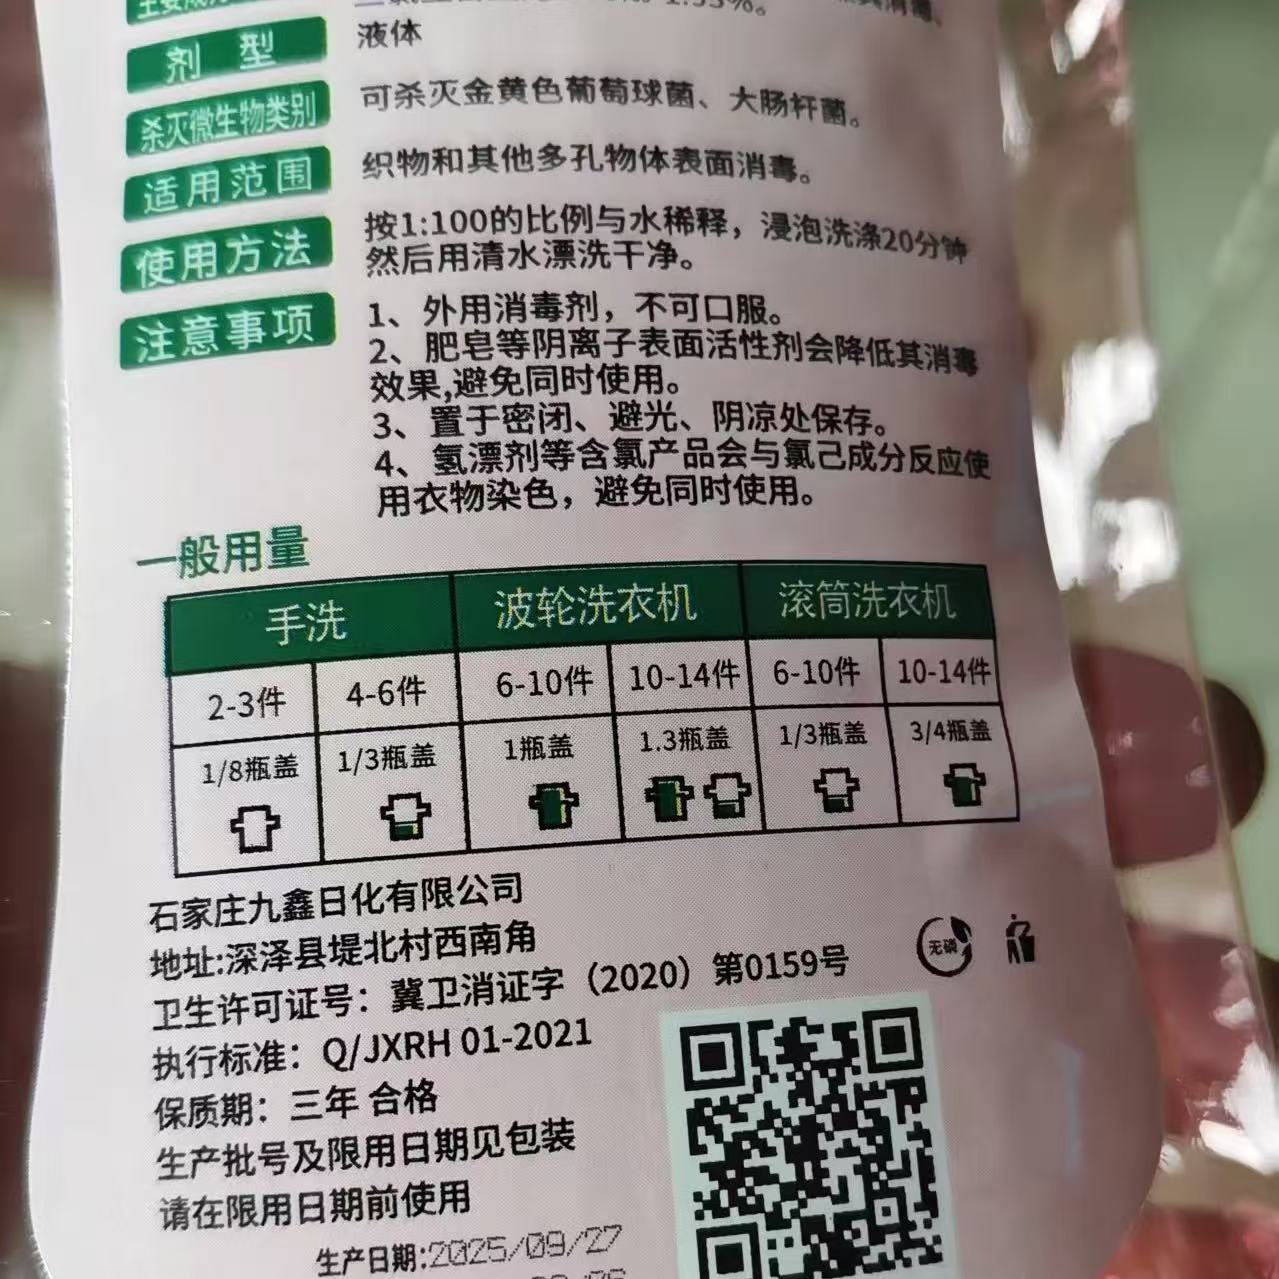 剂 型
液体
杀灭微生物类别
可杀灭金黄色葡萄球菌、大肠杆菌。
适用范围
织物和其他多孔物体表面消毒。
使用方法
按1:100的比例与水稀释，浸泡洗涤20分钟
然后用清水漂洗干净。
注意事项
1、外用消毒剂，不可口服。
2、肥皂等阴离子表面活性剂会降低其消毒
效果,避免同时使用。
3、置于密闭、避光、阴凉处保存。
4、氢漂剂等含氯产品会与氯己成分反应使
用衣物染色，避免同时使用。
一般用量
手洗 波轮洗衣机 滚筒洗衣机
2-3件 4-6件 6-10件 10-14件 6-10件 10-14件
1/8瓶盖 1/3瓶盖 1瓶盖 1.3瓶盖 1/3瓶盖 3/4瓶盖
石家庄九鑫日化有限公司
地址:深泽县堤北村西南角
卫生许可证号：冀卫消证字（2020）第0159号
无磷
执行标准：Q/JXRH 01-2021
保质期：三年 合格
生产批号及限用日期见包装
请在限用日期前使用
生产日期:2025/09/27